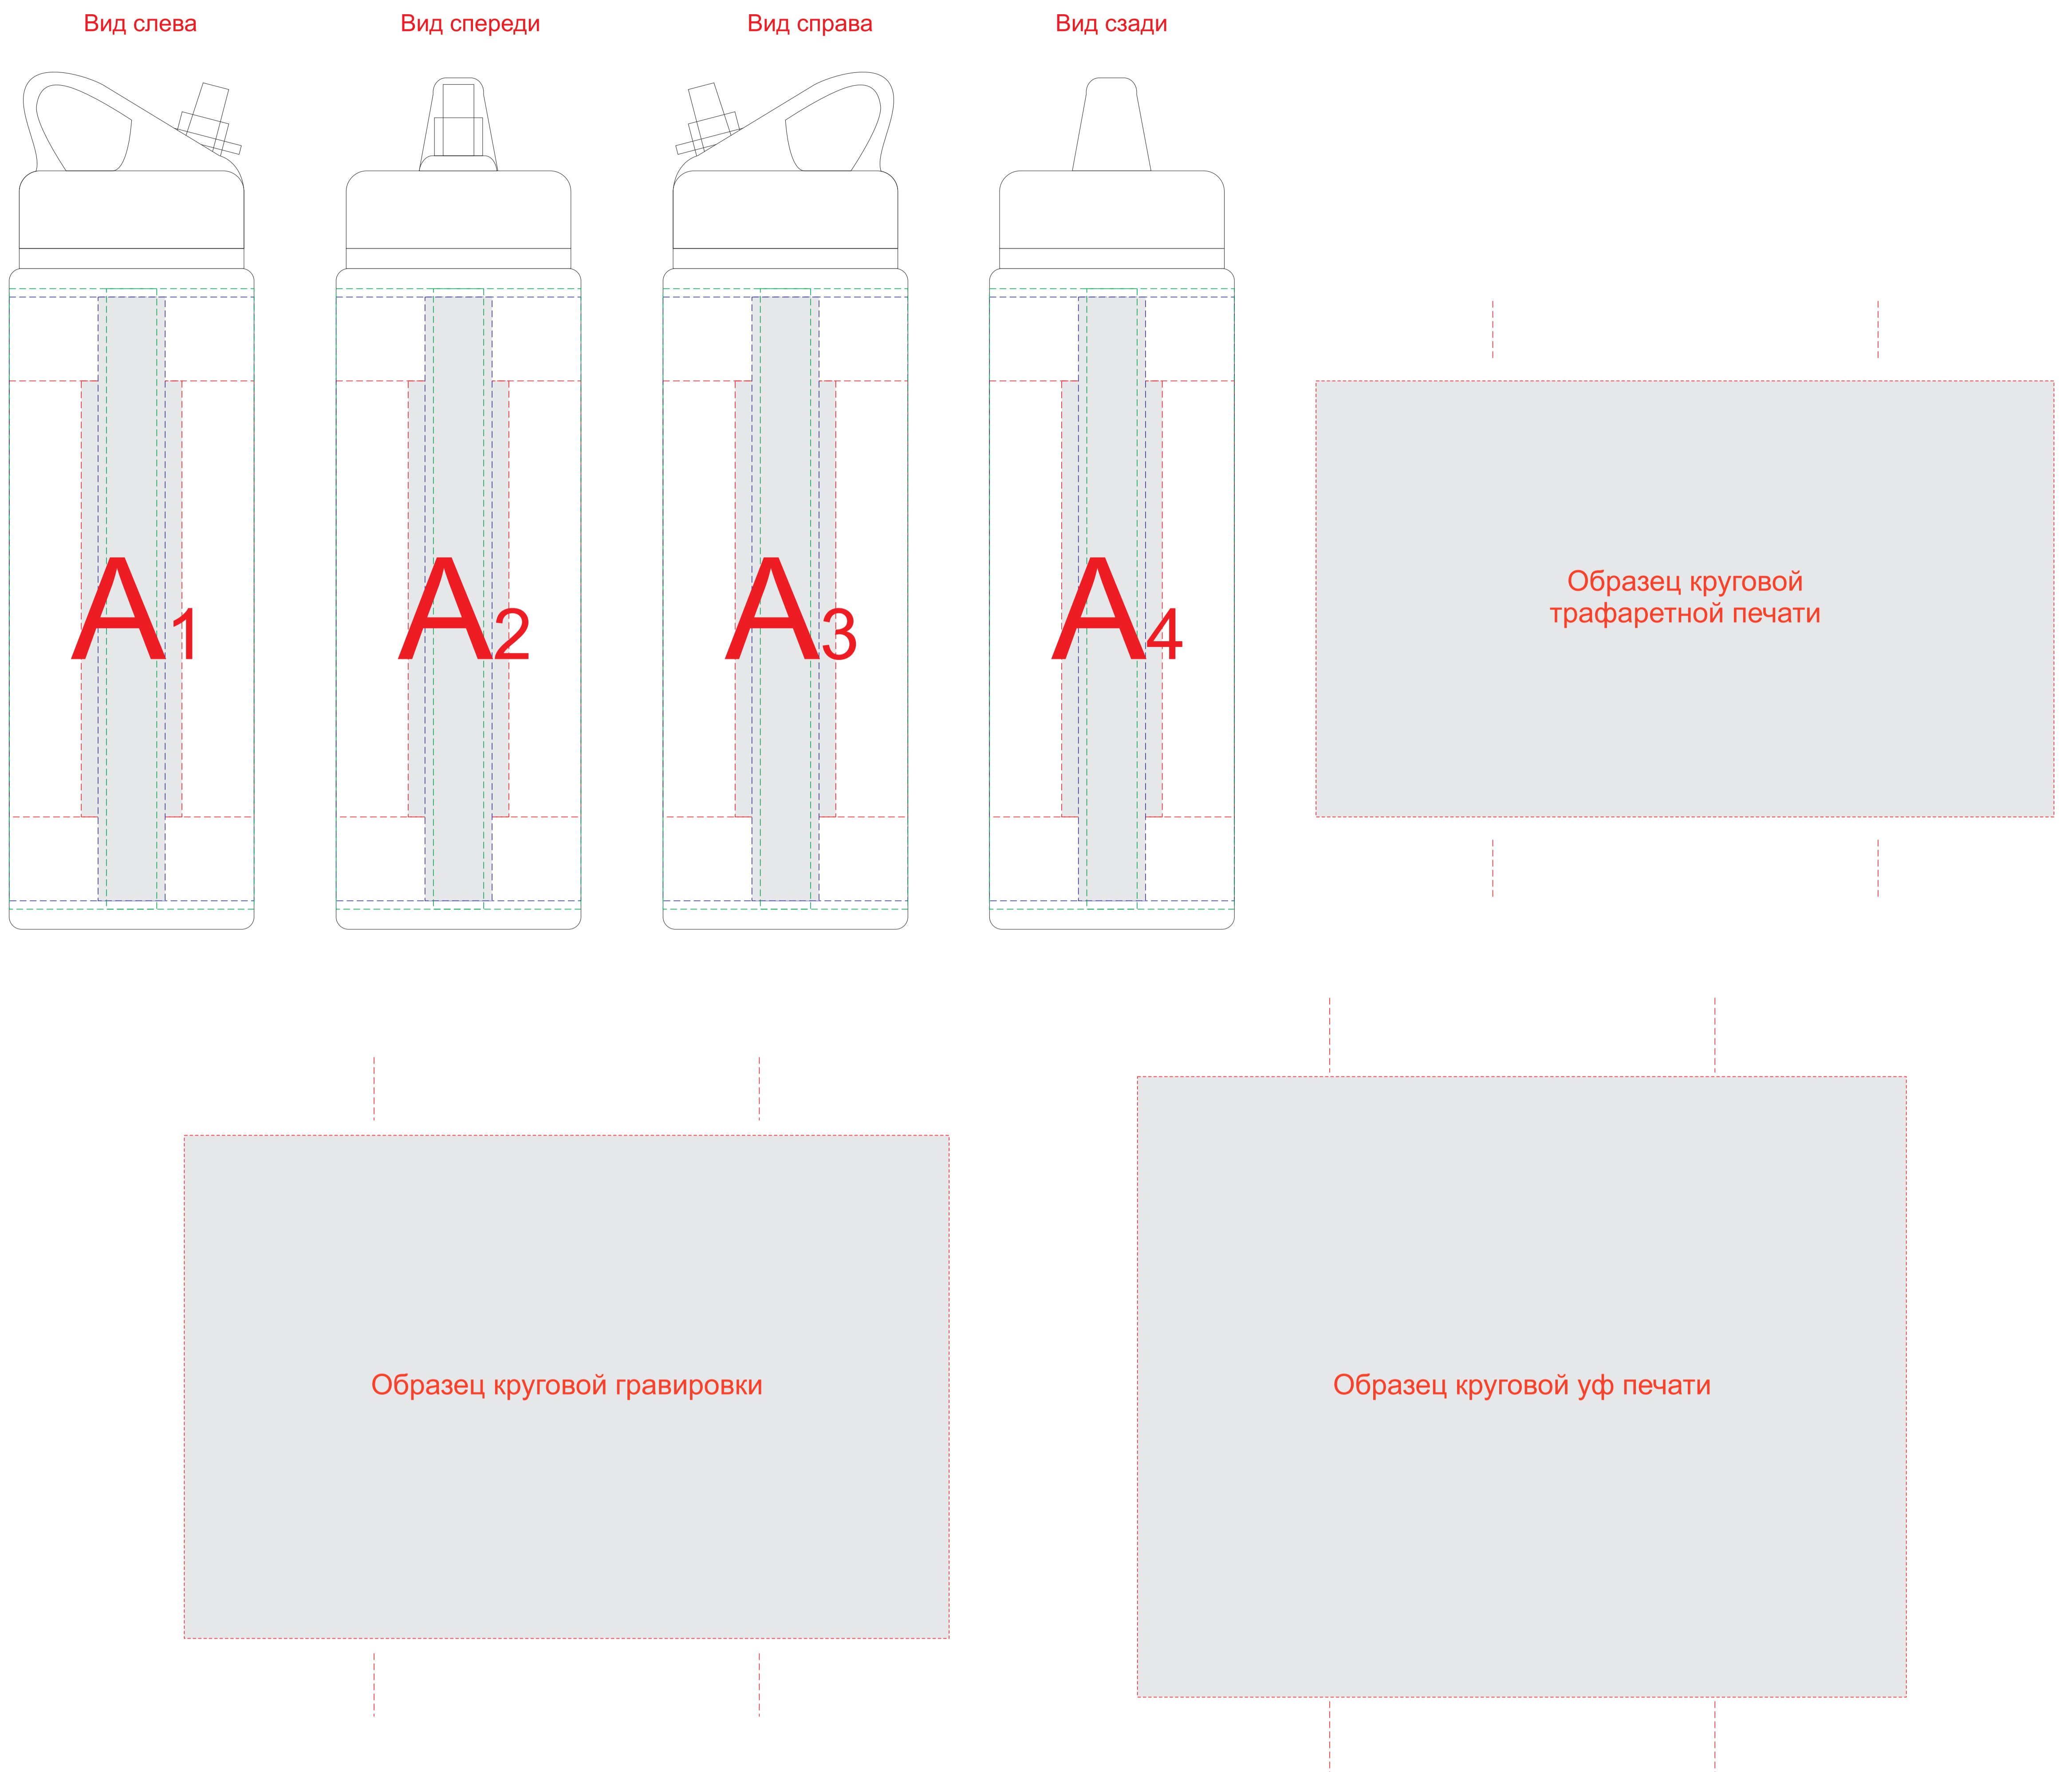 Вид слева
Вид спереди
Вид справа
Вид сзади
A1
A2
A3
A4
Образец круговой
трафаретной печати
Образец круговой гравировки
Образец круговой уф печати